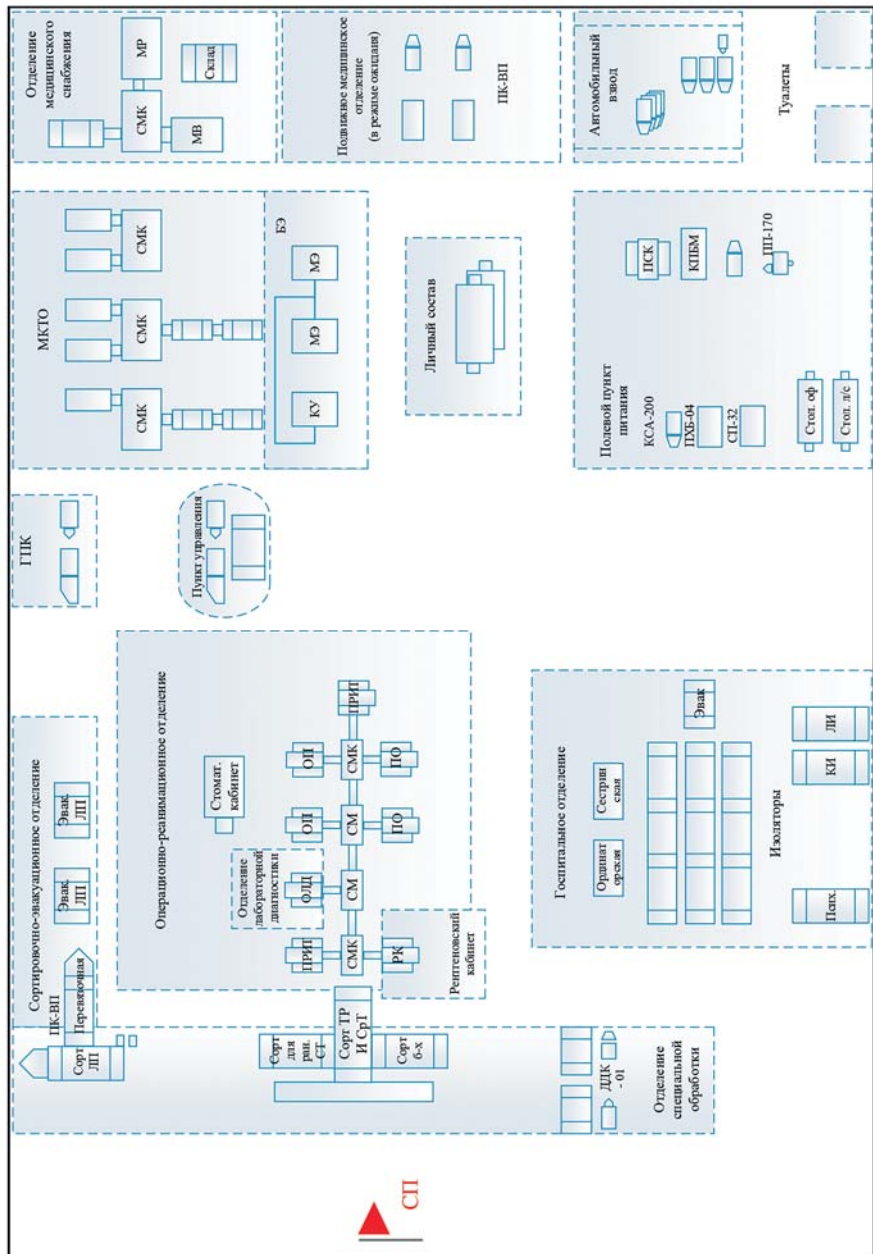 СП
Сортировочно-эвакуационное отделение
ПК-ВП
Сорт
ЛП
Перевязочная
Эвак.
ЛП
Эвак.
ЛП
Сорт
для
ран.
СТ
Сорт ТР
И СрТ
Сорт
б-х
ДДК
- 01
Отделение
специальной
обработки
Операционно-реанимационное отделение
Стомат.
кабинет
Отделение
лабораторной
диагностики
ПРИТ
ОЛД
ОП
ОП
СМК
СМ
СМ
СМК
ПРИТ
РК
ПО
ПО
Рентгеновский
кабинет
Госпитальное отделение
Ординат
орская
Сестрин
ская
Эвак
Изоляторы
Псих.
КИ
ЛИ
ГПК
Пункт управления
МКТО
СМК
СМК
СМК
БЭ
КУ
МЭ
МЭ
Личный состав
Полевой пункт
питания
КСА-200
ПХБ-04
СП-32
Стол. оф
Стол. л/с
ПСК
КПБМ
ПП-170
Отделение
медицинского
снабжения
СМК
МР
МВ
Склад
Подвижное медицинское
отделение
(в режиме ожидания)
ПК-ВП
Автомобильный
взвод
Туалеты